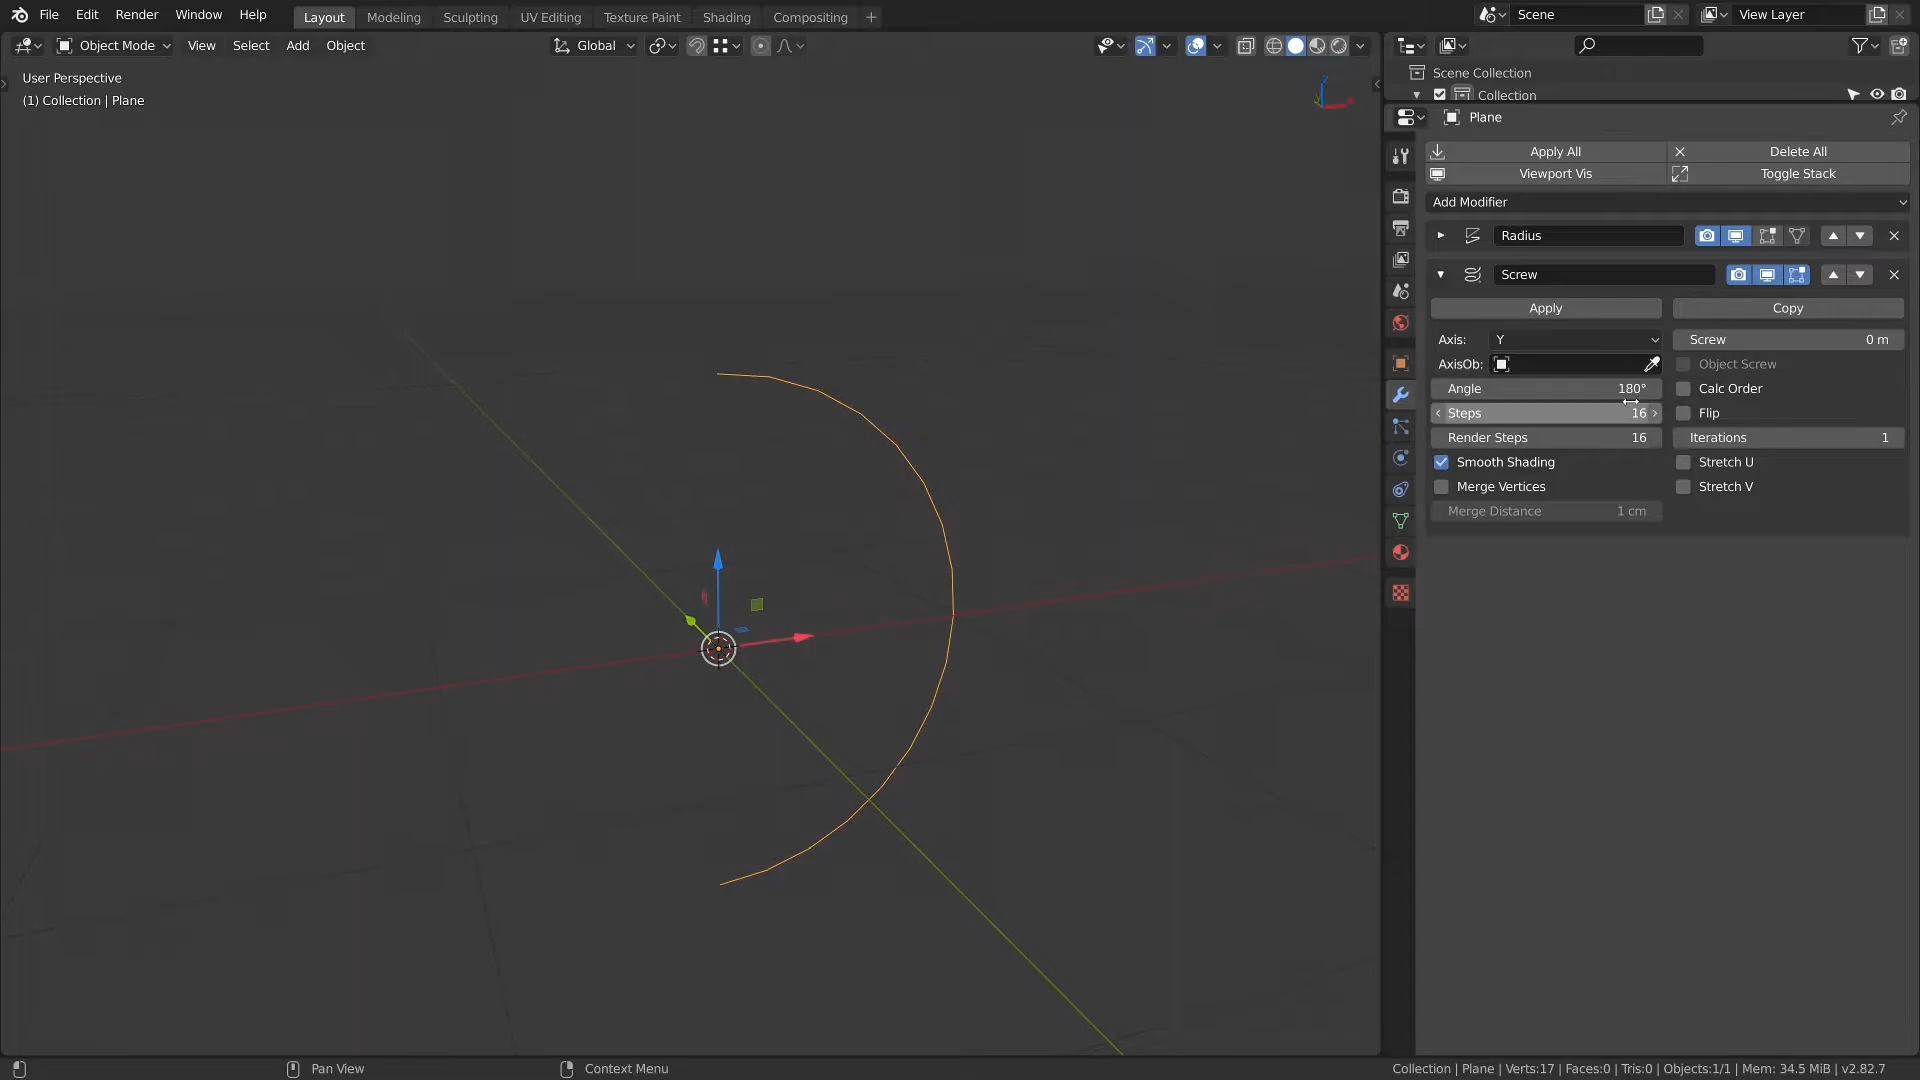 File Edit Render Window Help Layout Modeling Sculpting UV Editing Texture Paint Shading Compositing + Scene View Layer
Object Mode View Select Add Object Global
User Perspective
(1) Collection | Plane
Z
Scene Collection
Collection
Plane
Apply All Delete All
Viewport Vis Toggle Stack
Add Modifier
Radius
Screw
Apply Copy
Axis: Y Screw 0 m
AxisOb: Object Screw
Angle 180° Calc Order
Steps 16 Flip
Render Steps 16 Iterations 1
Smooth Shading Stretch U
Merge Vertices Stretch V
Merge Distance 1 cm
Pan View Context Menu Collection | Plane | Verts:17 | Faces:0 | Tris:0 | Objects:1/1 | Mem: 34.5 MiB | v2.82.7